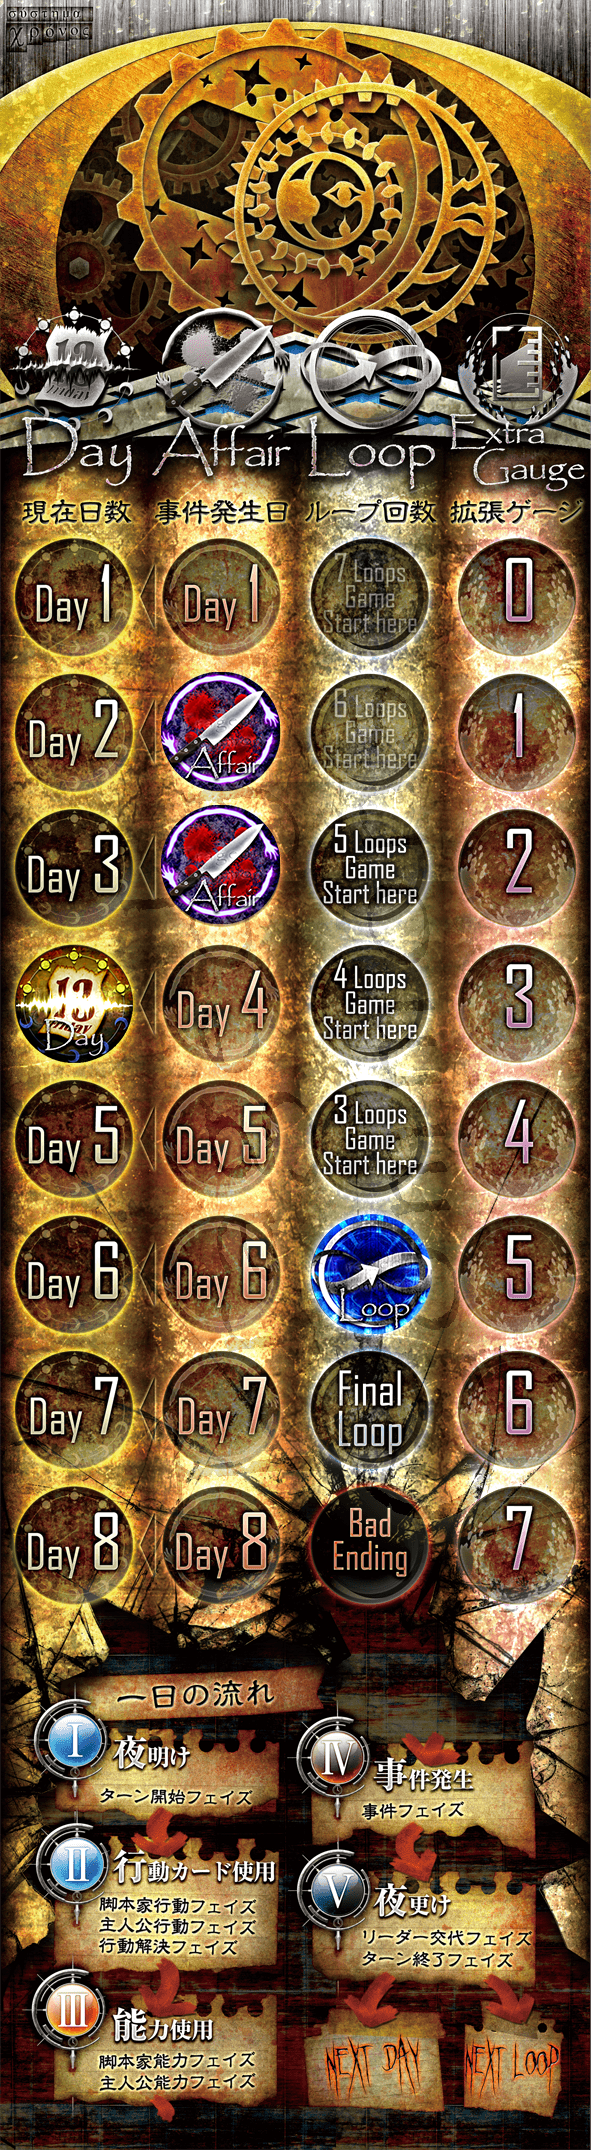 σύστημα
χρόνος
Day Affair Loop Extra Gauge
現在日数 事件発生日 ループ回数 拡張ゲージ
Day 1 Day 1 7 Loops Game Start here 0
Day 2 Affair 6 Loops Game Start here 1
Day 3 Affair 5 Loops Game Start here 2
13 Friday Day Day 4 4 Loops Game Start here 3
Day 5 Day 5 3 Loops Game Start here 4
Day 6 Day 6 Loop 5
Day 7 Day 7 Final Loop 6
Day 8 Day 8 Bad Ending 7
一日の流れ
I 夜明け
ターン開始フェイズ
II 行動カード使用
脚本家行動フェイズ
主人公行動フェイズ
行動解決フェイズ
III 能力使用
脚本家能力フェイズ
主人公能力フェイズ
IV 事件発生
事件フェイズ
V 夜更け
リーダー交代フェイズ
ターン終了フェイズ
NEXT DAY
NEXT LOOP